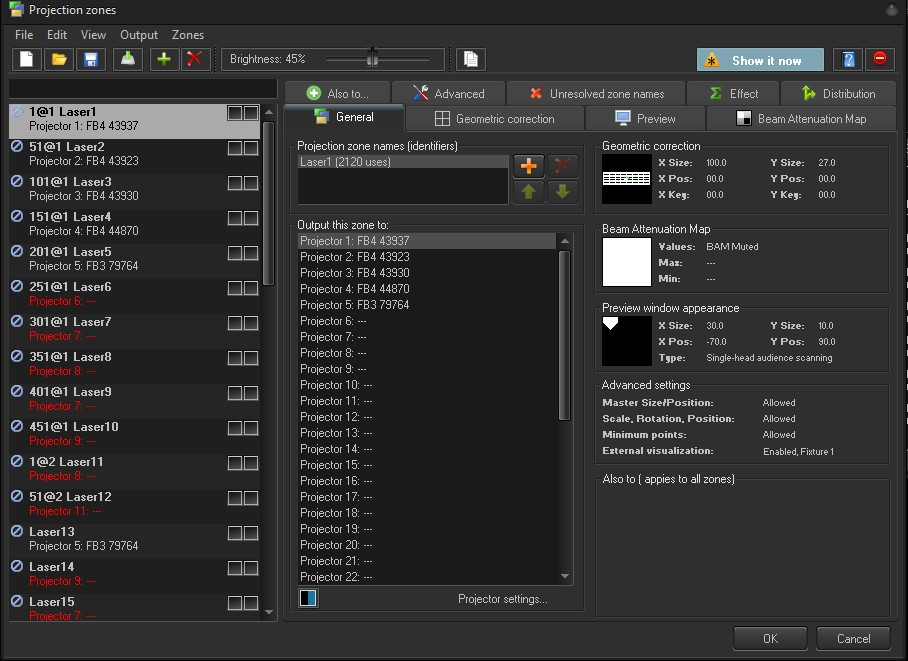 Projection zones
File Edit View Output Zones
Brightness: 45%
Show it now
1@1 Laser1
Projector 1: FB4 43937
51@1 Laser2
Projector 2: FB4 43923
101@1 Laser3
Projector 3: FB4 43930
151@1 Laser4
Projector 4: FB4 44870
201@1 Laser5
Projector 5: FB3 79764
251@1 Laser6
Projector 6: ---
301@1 Laser7
Projector 7: ---
351@1 Laser8
Projector 8: ---
401@1 Laser9
Projector 7: ---
451@1 Laser10
Projector 9: ---
1@2 Laser11
Projector 8: ---
51@2 Laser12
Projector 11: ---
Laser13
Projector 5: FB3 79764
Laser14
Projector 9: ---
Laser15
Projector 7: ---
Also to... Advanced Unresolved zone names Effect Distribution
General Geometric correction Preview Beam Attenuation Map
Projection zone names (identifiers)
Laser1 (2120 uses)
Output this zone to:
Projector 1: FB4 43937
Projector 2: FB4 43923
Projector 3: FB4 43930
Projector 4: FB4 44870
Projector 5: FB3 79764
Projector 6: ---
Projector 7: ---
Projector 8: ---
Projector 9: ---
Projector 10: ---
Projector 11: ---
Projector 12: ---
Projector 13: ---
Projector 14: ---
Projector 15: ---
Projector 16: ---
Projector 17: ---
Projector 18: ---
Projector 19: ---
Projector 20: ---
Projector 21: ---
Projector 22: ---
Projector settings...
Geometric correction
X Size: 100.0 Y Size: 27.0
X Pos: 00.0 Y Pos: 00.0
X Key: 00.0 Y Key: 00.0
Beam Attenuation Map
Values: BAM Muted
Max: ---
Min: ---
Preview window appearance
X Size: 30.0 Y Size: 10.0
X Pos: -70.0 Y Pos: 90.0
Type: Single-head audience scanning
Advanced settings
Master Size/Position: Allowed
Scale, Rotation, Position: Allowed
Minimum points: Allowed
External visualization: Enabled, Fixture 1
Also to ( appies to all zones)
OK Cancel